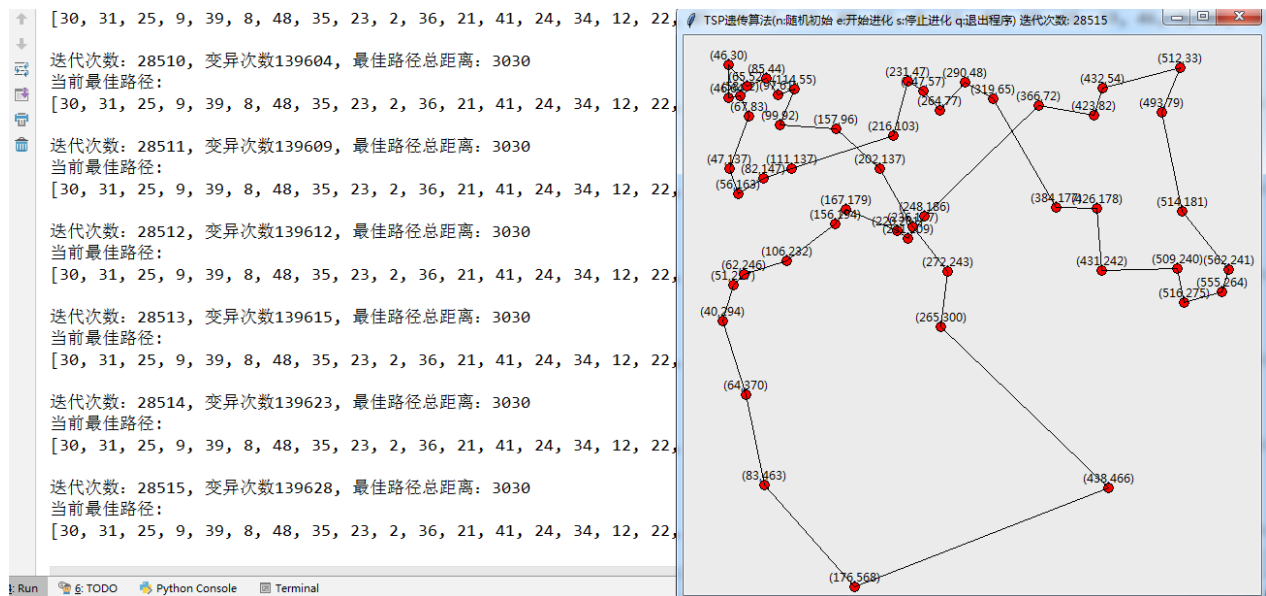 [30, 31, 25, 9, 39, 8, 48, 35, 23, 2, 36, 21, 41, 24, 34, 12, 22,
迭代次数: 28510, 变异次数139604, 最佳路径总距离: 3030
当前最佳路径:
[30, 31, 25, 9, 39, 8, 48, 35, 23, 2, 36, 21, 41, 24, 34, 12, 22,
迭代次数: 28511, 变异次数139609, 最佳路径总距离: 3030
当前最佳路径:
[30, 31, 25, 9, 39, 8, 48, 35, 23, 2, 36, 21, 41, 24, 34, 12, 22,
迭代次数: 28512, 变异次数139612, 最佳路径总距离: 3030
当前最佳路径:
[30, 31, 25, 9, 39, 8, 48, 35, 23, 2, 36, 21, 41, 24, 34, 12, 22,
迭代次数: 28513, 变异次数139615, 最佳路径总距离: 3030
当前最佳路径:
[30, 31, 25, 9, 39, 8, 48, 35, 23, 2, 36, 21, 41, 24, 34, 12, 22,
迭代次数: 28514, 变异次数139623, 最佳路径总距离: 3030
当前最佳路径:
[30, 31, 25, 9, 39, 8, 48, 35, 23, 2, 36, 21, 41, 24, 34, 12, 22,
迭代次数: 28515, 变异次数139628, 最佳路径总距离: 3030
当前最佳路径:
[30, 31, 25, 9, 39, 8, 48, 35, 23, 2, 36, 21, 41, 24, 34, 12, 22,
Run
6: TODO
Python Console
Terminal
TSP遗传算法(n:随机初始 e:开始进化 s:停止进化 q:退出程序) 迭代次数: 28515
(46,30)
(512,33)
(85,44)
(231,47)
(290,48)
(432,54)
(114,55)
(264,77)
(319,65)
(366,72)
(423,82)
(493,79)
(67,83)
(99,92)
(157,96)
(216,103)
(47,137)
(82,147)
(111,137)
(202,137)
(56,163)
(167,179)
(156,194)
(248,186)
(384,177)
(426,178)
(514,181)
(106,232)
(62,246)
(272,243)
(431,242)
(509,240)
(562,241)
(555,264)
(516,275)
(40,294)
(265,300)
(64,370)
(83,463)
(438,466)
(176,568)